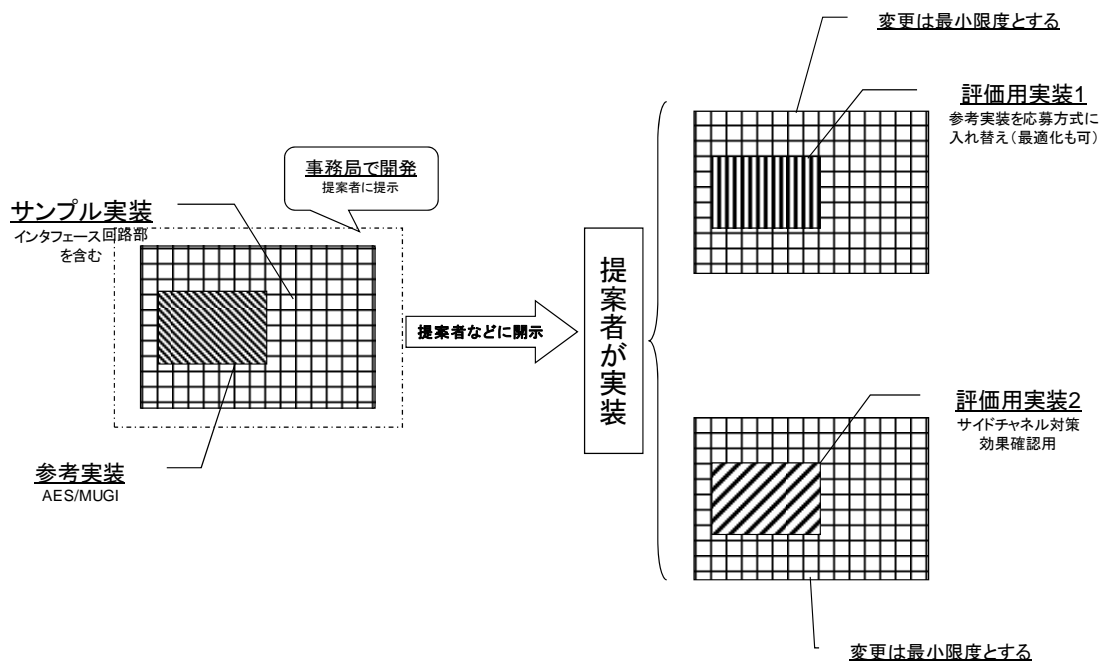 変更は最小限度とする
評価用実装1
参考実装を応募方式に
入れ替え(最適化も可)
事務局で開発
提案者に提示
サンプル実装
インタフェース回路部
を含む
提案者などに開示
提案者が実装
評価用実装2
サイドチャネル対策
効果確認用
参考実装
AES/MUGI
変更は最小限度とする